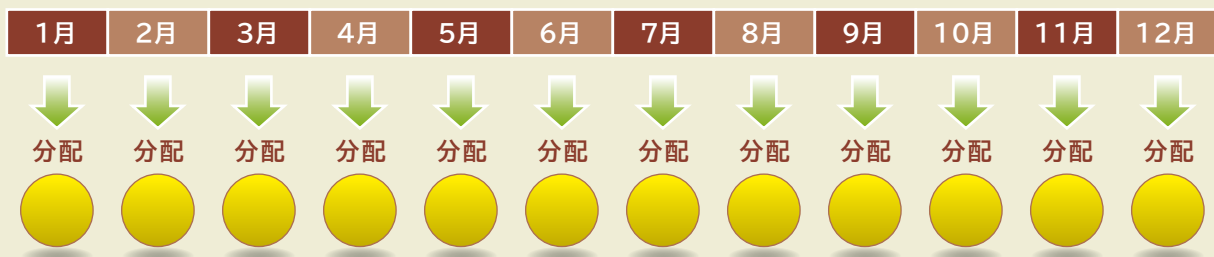 1月 2月 3月 4月 5月 6月 7月 8月 9月 10月 11月 12月
分配 分配 分配 分配 分配 分配 分配 分配 分配 分配 分配 分配